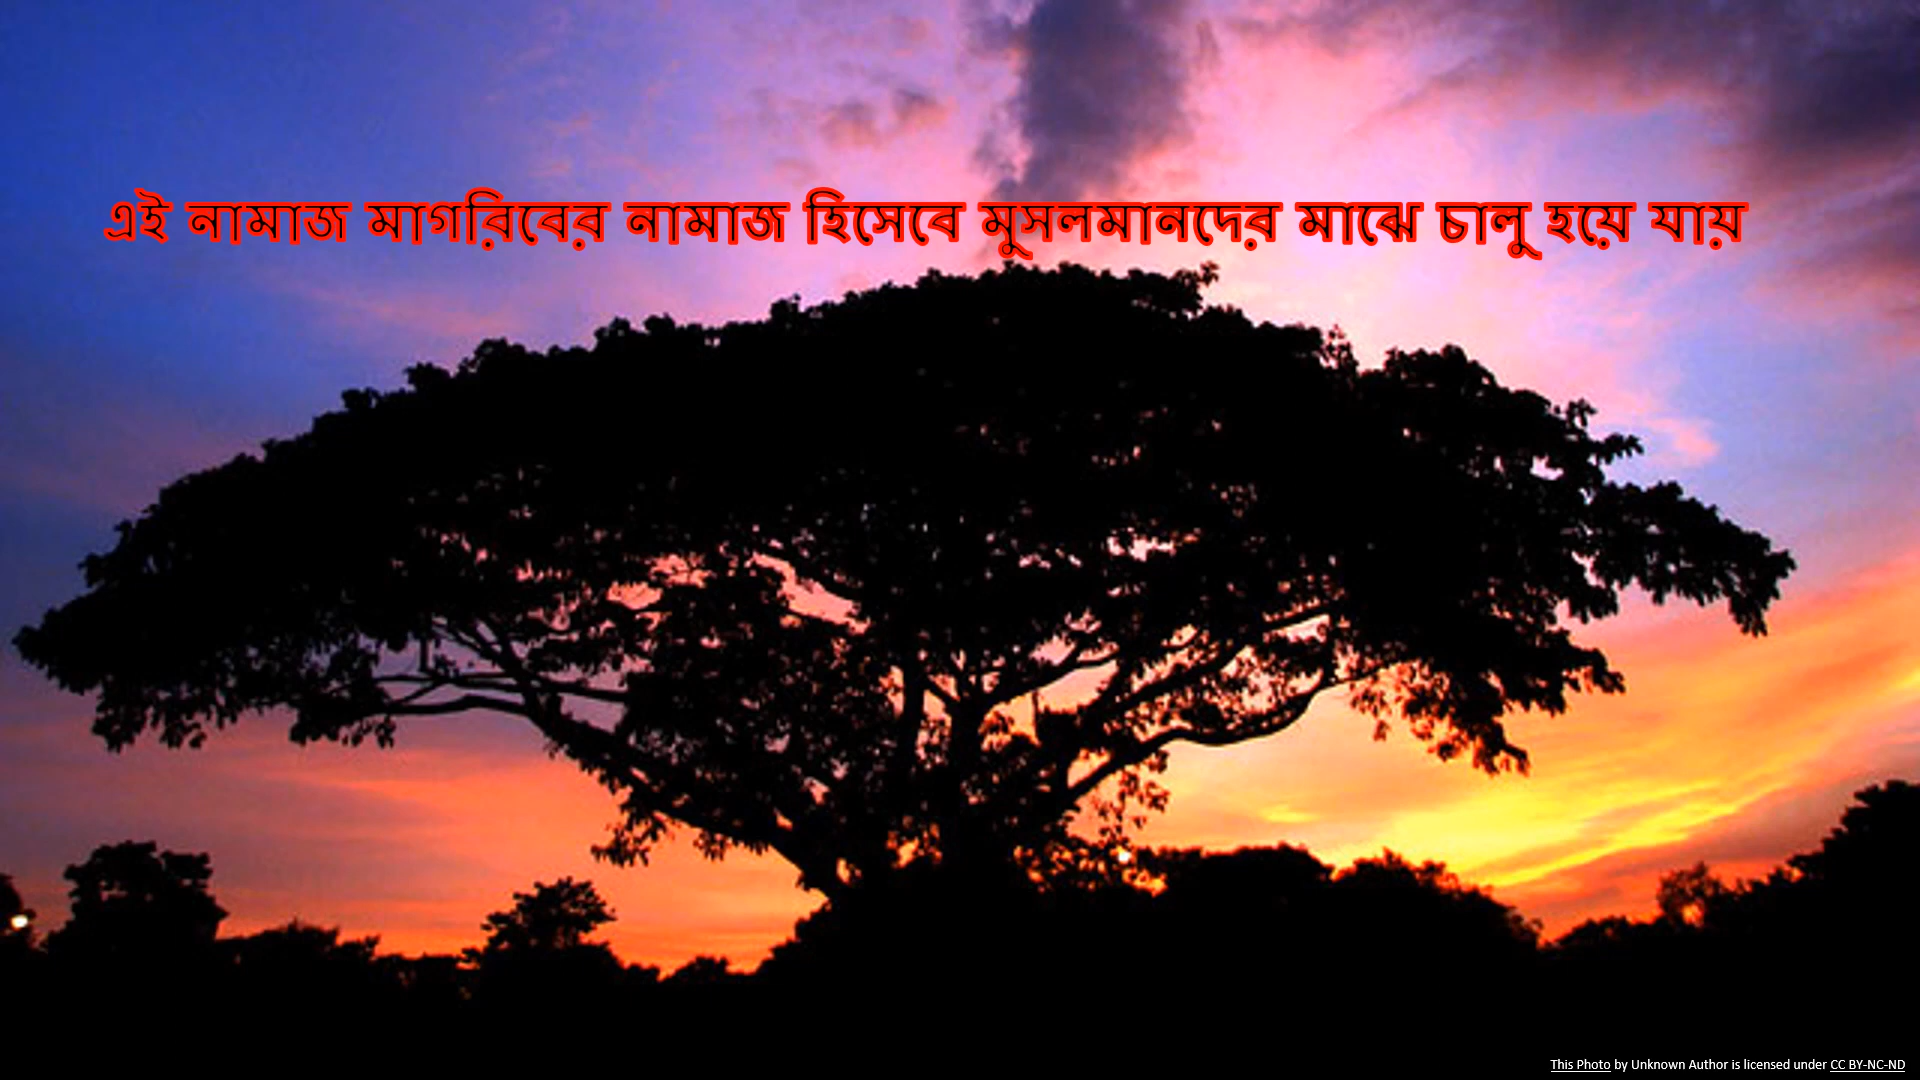 এই নামাজ মাগরিবের নামাজ হিসেবে মুসলমানদের মাঝে চালু হয়ে যায়
This Photo by Unknown Author is licensed under CC BY-NC-ND